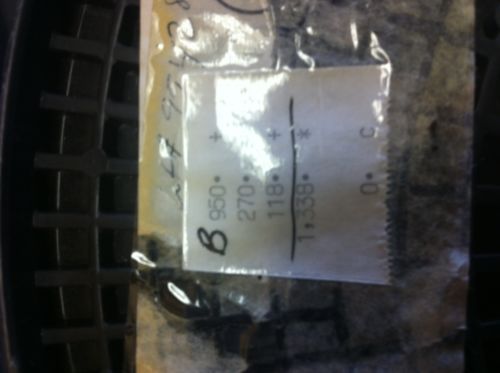 B 950. +
270.
118. +
1,338. *
0. C